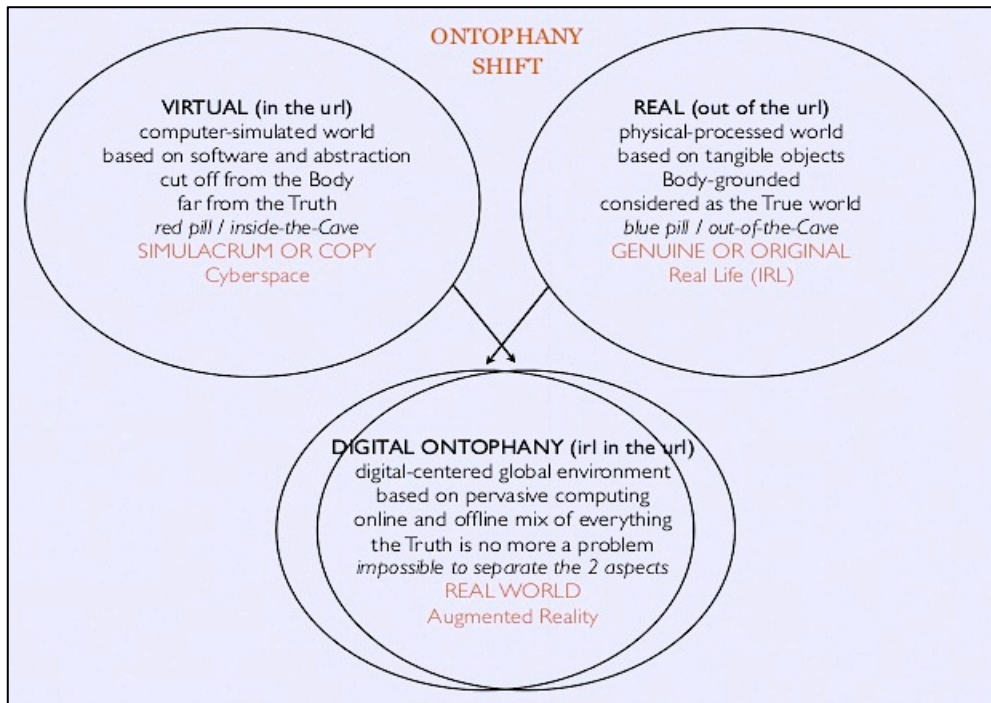 ONTOPHANY
SHIFT
VIRTUAL (in the url)
computer-simulated world
based on software and abstraction
cut off from the Body
far from the Truth
red pill / inside-the-Cave
SIMULACRUM OR COPY
Cyberspace
REAL (out of the url)
physical-processed world
based on tangible objects
Body-grounded
considered as the True world
blue pill / out-of-the-Cave
GENUINE OR ORIGINAL
Real Life (IRL)
DIGITAL ONTOPHANY (irl in the url)
digital-centered global environment
based on pervasive computing
online and offline mix of everything
the Truth is no more a problem
impossible to separate the 2 aspects
REAL WORLD
Augmented Reality